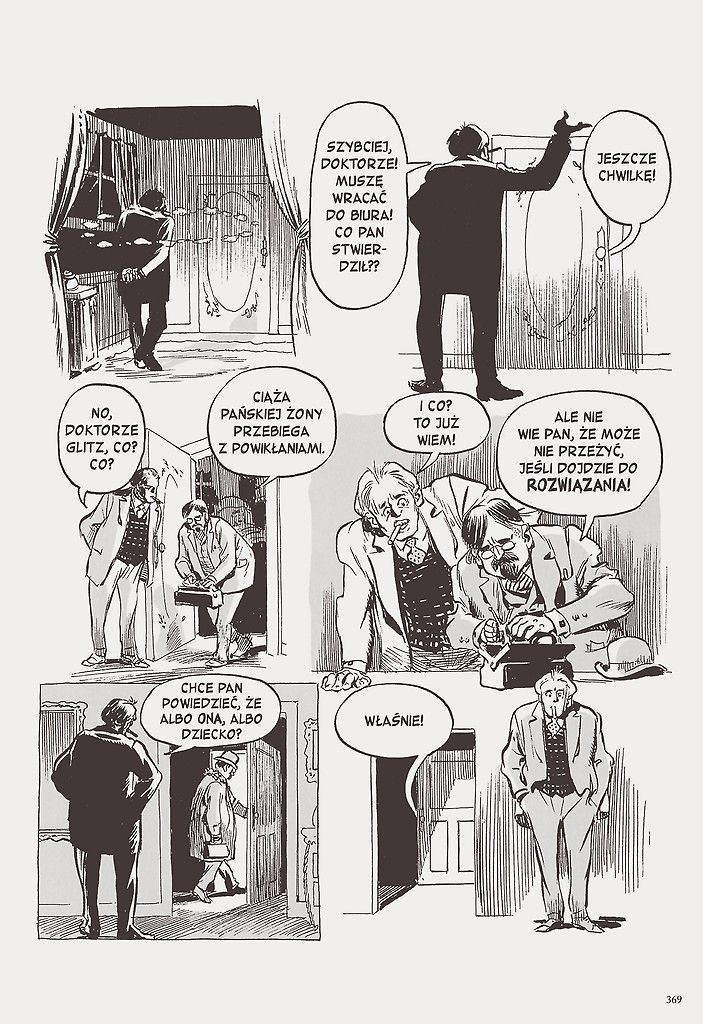 SZYBCIEJ,
DOKTORZE!
MUSZĘ
WRACAĆ
DO BIURA!
CO PAN
STWIER-
DZIŁ??
JESZCZE
CHWILKĘ!
NO,
DOKTORZE
GLITZ, CO?
CO?
CIĄŻA
PAŃSKIEJ ŻONY
PRZEBIEGA
Z POWIKŁANIAMI.
I CO?
TO JUŻ
WIEM!
ALE NIE
WIE PAN, ŻE MOŻE
NIE PRZEŻYĆ,
JEŚLI DOJDZIE DO
ROZWIĄZANIA!
CHCE PAN
POWIEDZIEĆ, ŻE
ALBO ONA, ALBO
DZIECKO?
WŁAŚNIE!
369